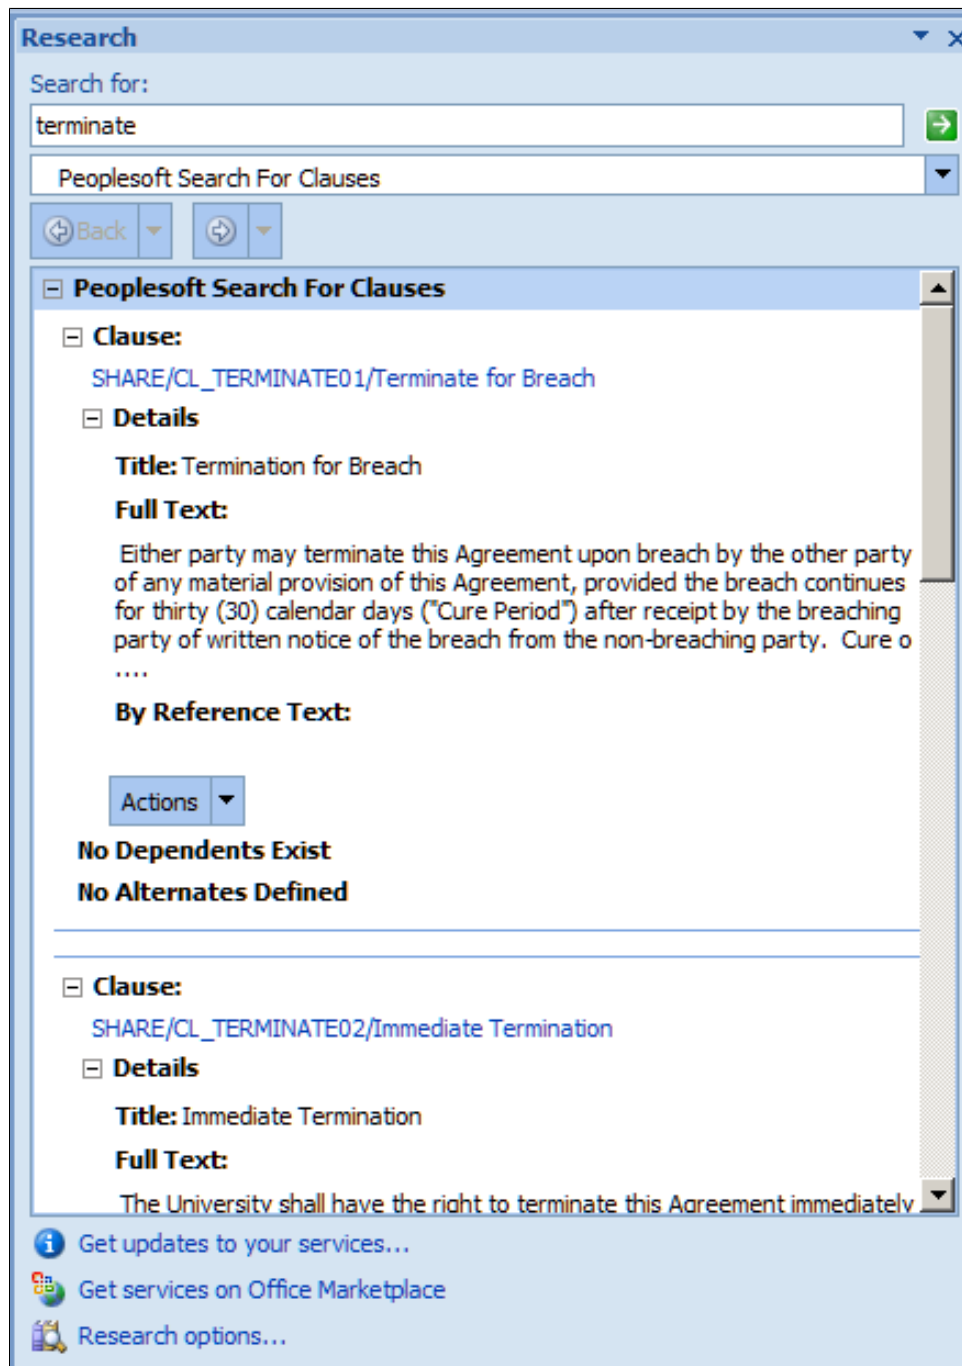 Research
Search for:
terminate
Peoplesoft Search For Clauses
Back
Peoplesoft Search For Clauses
Clause:
SHARE/CL_TERMINATE01/Terminate for Breach
Details
Title: Termination for Breach
Full Text:
Either party may terminate this Agreement upon breach by the other party
of any material provision of this Agreement, provided the breach continues
for thirty (30) calendar days ("Cure Period") after receipt by the breaching
party of written notice of the breach from the non-breaching party.  Cure o
....
By Reference Text:
Actions
No Dependents Exist
No Alternates Defined
Clause:
SHARE/CL_TERMINATE02/Immediate Termination
Details
Title: Immediate Termination
Full Text:
The University shall have the right to terminate this Agreement immediately
Get updates to your services...
Get services on Office Marketplace
Research options...